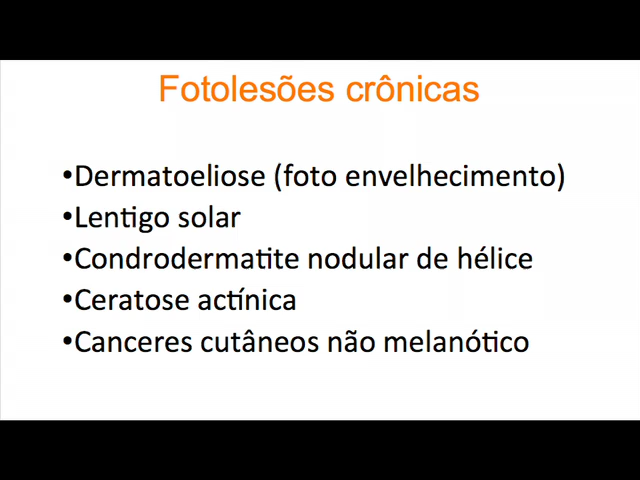 Fotolesões crônicas
•Dermatoeliose (foto envelhecimento)
•Lentigo solar
•Condrodermatite nodular de hélice
•Ceratose actínica
•Canceres cutâneos não melanótico